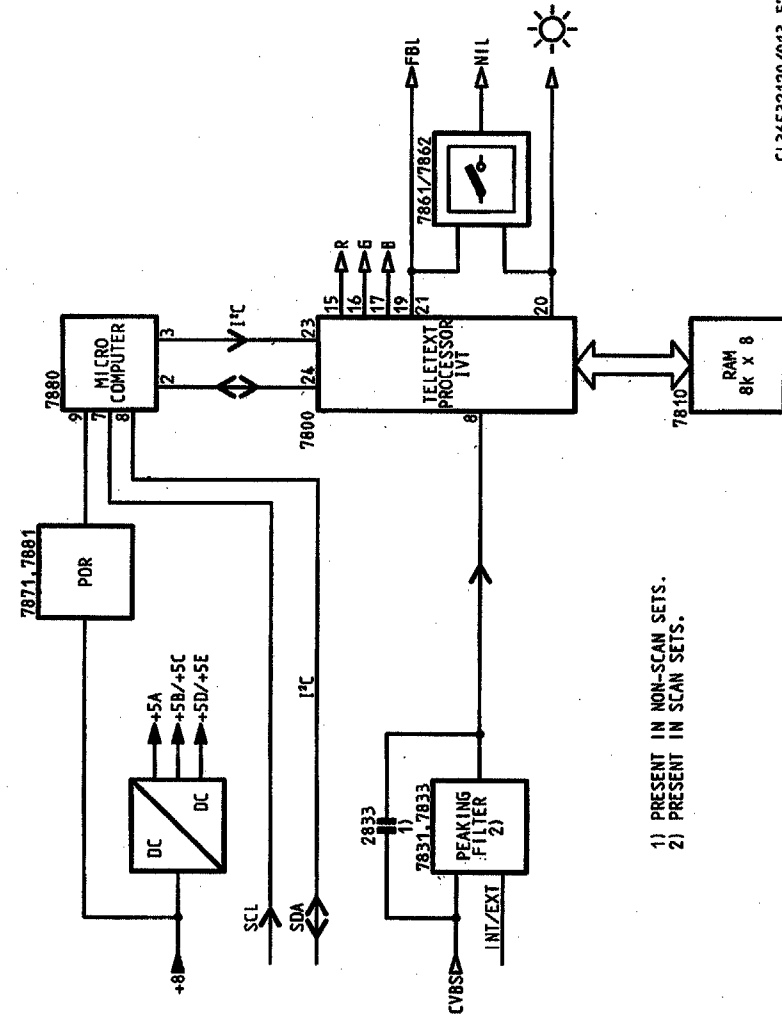 +8
DC
DC
+5A
+5B/+5C
+5D/+5E
7871,7881
POR
7880
MICRO
COMPUTER
9
7
8
2
3
I²C
SCL
SDA
I²C
7800
TELETEXT
PROCESSOR
IVT
24
23
8
15
16
17
19
21
20
R
G
B
FBL
7861/7862
NIL
CVBS
INT/EXT
2833
1)
7831,7833
PEAKING
FILTER
2)
7810
RAM
8k x 8
1) PRESENT IN NON-SCAN SETS.
2) PRESENT IN SCAN SETS.